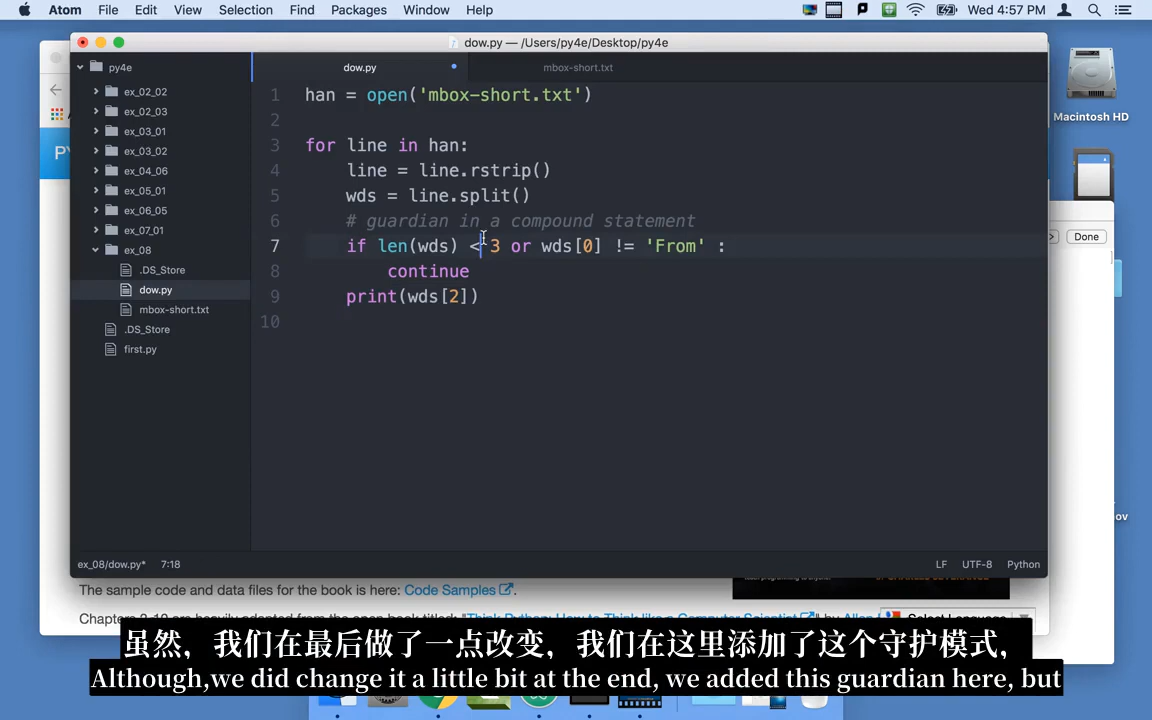 Atom File Edit View Selection Find Packages Window Help Wed 4:57 PM
dow.py — /Users/py4e/Desktop/py4e
py4e
dow.py
mbox-short.txt
ex_02_02
ex_02_03
ex_03_01
ex_03_02
ex_04_06
ex_05_01
ex_06_05
ex_07_01
ex_08
.DS_Store
dow.py
mbox-short.txt
.DS_Store
first.py
1 han = open('mbox-short.txt')
2
3 for line in han:
4 line = line.rstrip()
5 wds = line.split()
6 # guardian in a compound statement
7 if len(wds) < 3 or wds[0] != 'From' :
8 continue
9 print(wds[2])
10
ex_08/dow.py* 7:18 LF UTF-8 Python
Macintosh HD
Done
The sample code and data files for the book is here: Code Samples.
虽然，我们在最后做了一点改变，我们在这里添加了这个守护模式，
Although,we did change it a little bit at the end, we added this guardian here, but